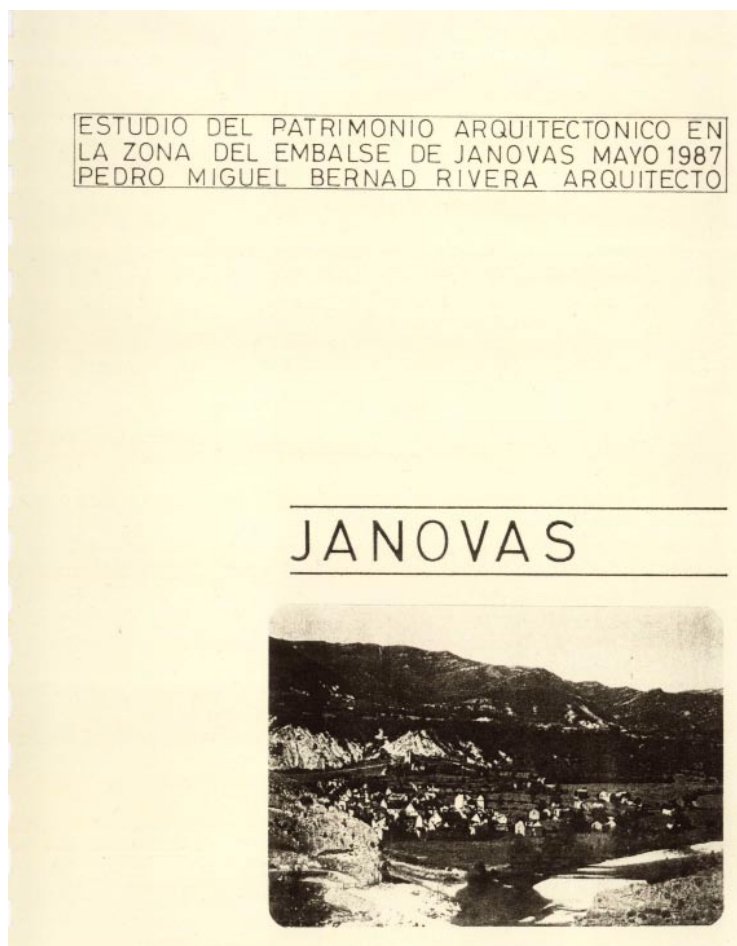 ESTUDIO DEL PATRIMONIO ARQUITECTONICO EN
LA ZONA DEL EMBALSE DE JANOVAS MAYO 1987
PEDRO MIGUEL BERNAD RIVERA ARQUITECTO
JANOVAS